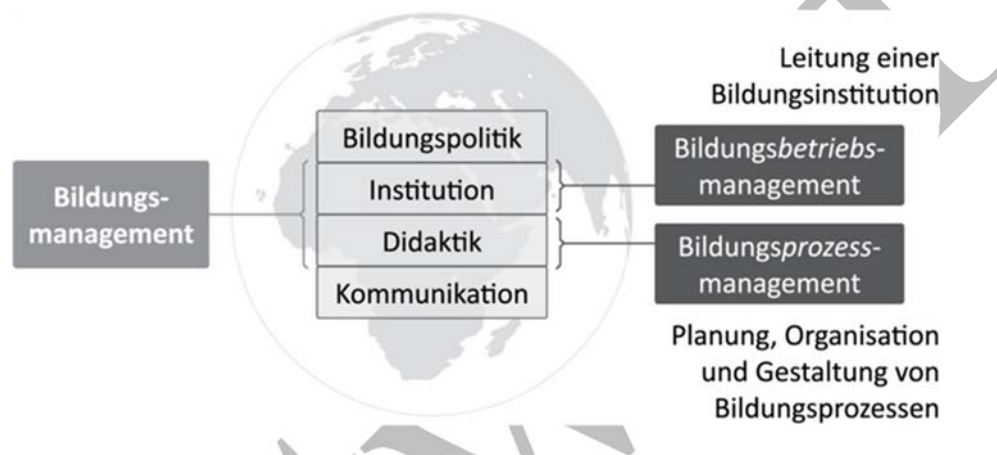 Leitung einer
Bildungsinstitution
Bildungspolitik
Institution
Didaktik
Kommunikation
Bildungs-
management
Bildungsbetriebs-
management
Bildungsprozess-
management
Planung, Organisation
und Gestaltung von
Bildungsprozessen